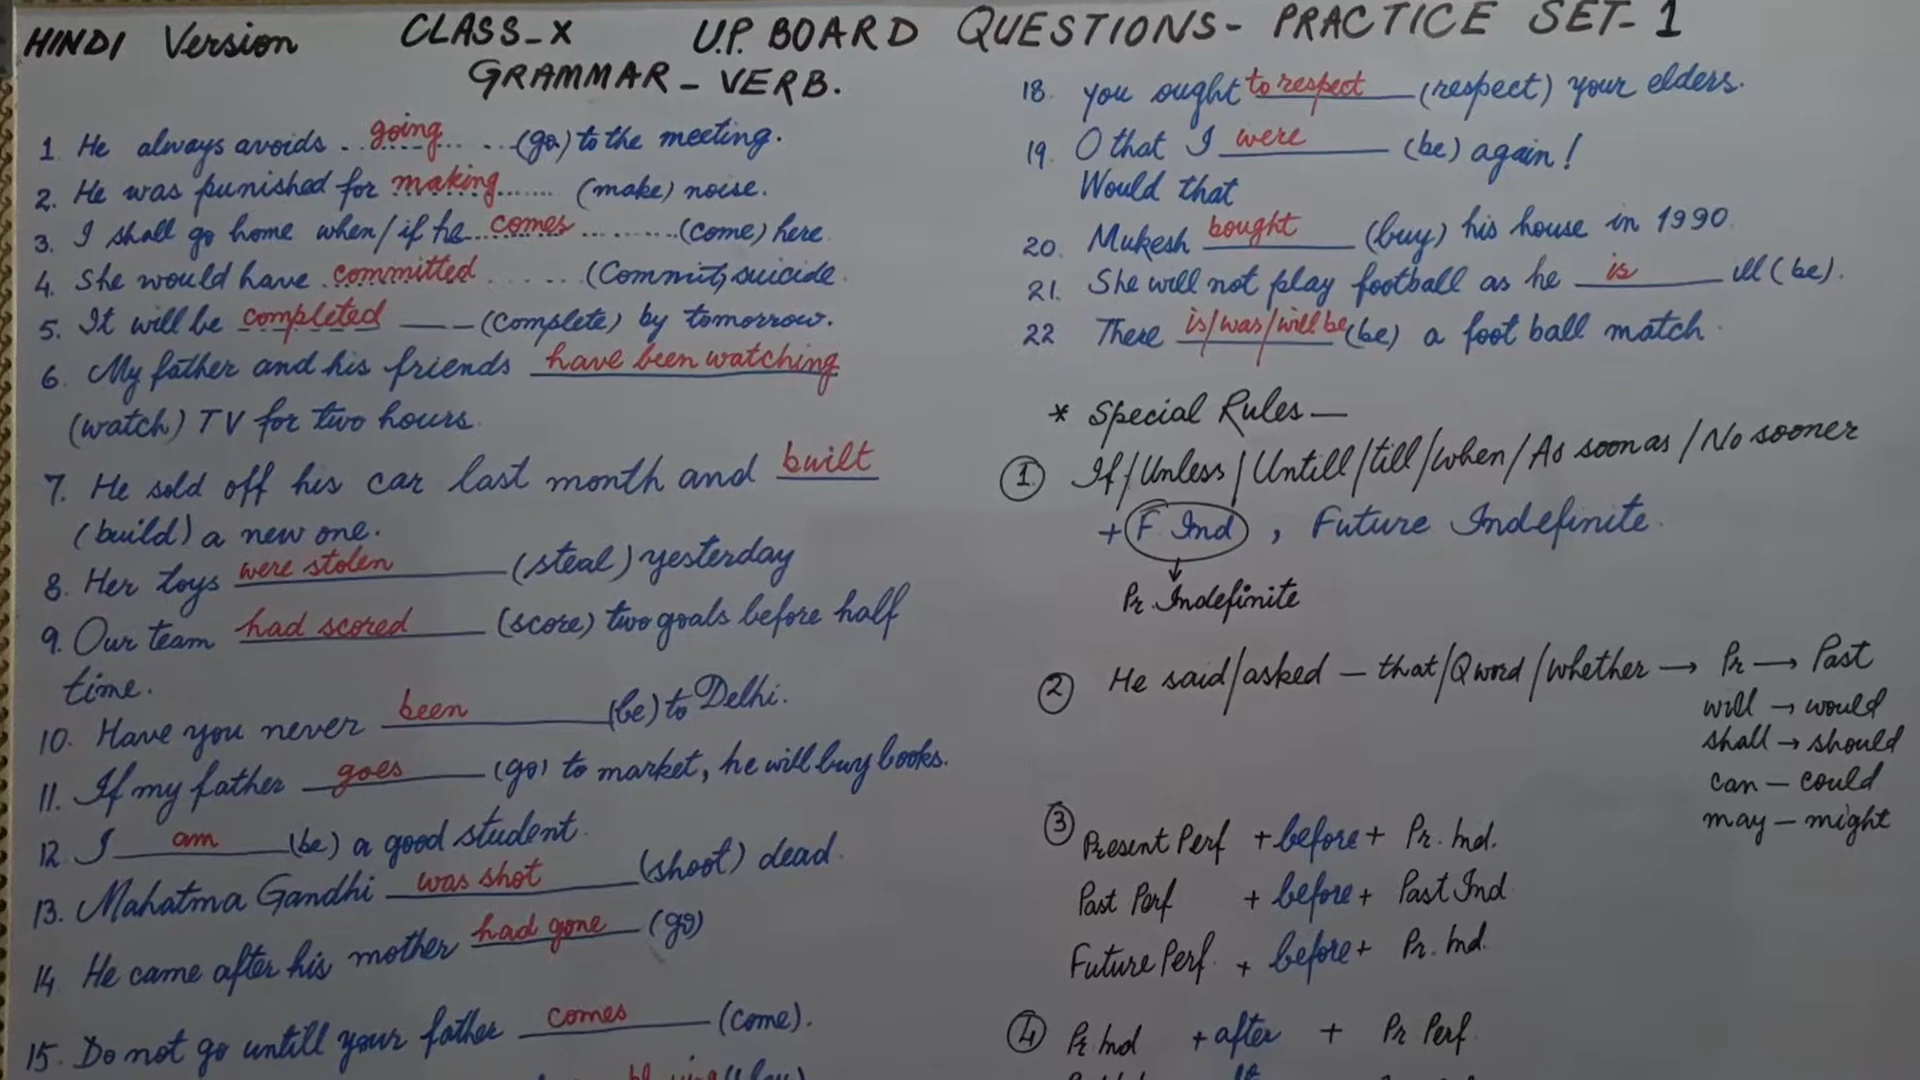 HINDI Version CLASS-X U.P. BOARD QUESTIONS- PRACTICE SET-1
GRAMMAR - VERB.
1. He always avoids going (go) to the meeting.
2. He was punished for making (make) noise.
3. I shall go home when/if he comes (come) here
4. She would have committed (Commit) suicide.
5. It will be completed (Complete) by tomorrow.
6. My father and his friends have been watching
(watch) TV for two hours.
7. He sold off his car last month and built
(build) a new one.
8. Her toys were stolen (steal) yesterday
9. Our team had scored (score) two goals before half
time.
10. Have you never been (be) to Delhi.
11. If my father goes (go) to market, he will buy books.
12 I am (be) a good student.
13. Mahatma Gandhi was shot (shoot) dead.
14 He came after his mother had gone (go)
15. Do not go untill your father comes (come).
18. you ought to respect (respect) your elders.
19. O that I were (be) again!
Would that
20. Mukesh bought (buy) his house in 1990.
21. She will not play football as he is ill (be).
22 There is/was/will be (be) a foot ball match.
* Special Rules —
1. If/Unless/Untill/till/when/As soon as/No sooner
+ F Ind , Future Indefinite.
↓
Pr. Indefinite
2 He said/asked — that/Qword/whether → Pr → Past
will → would
shall → should
can — could
may — might
3 Present Perf + before + Pr. Ind.
Past Perf + before + Past Ind
Future Perf. + before + Pr. Ind.
4 Pr Ind + after + Pr Perf.